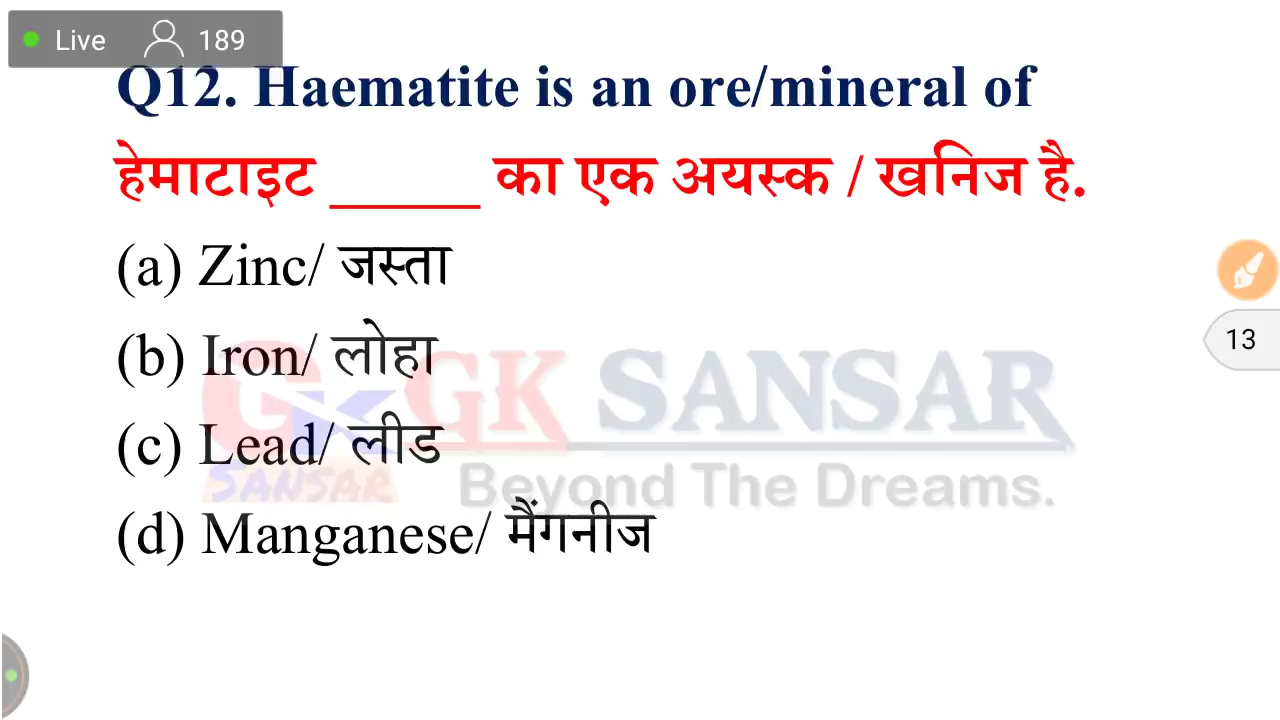 Live 189
Q12. Haematite is an ore/mineral of
हेमाटाइट _____ का एक अयस्क / खनिज है.
(a) Zinc/ जस्ता
(b) Iron/ लोहा
(c) Lead/ लीड
(d) Manganese/ मैंगनीज
13
GK SANSAR
SANSAR
Beyond The Dreams.